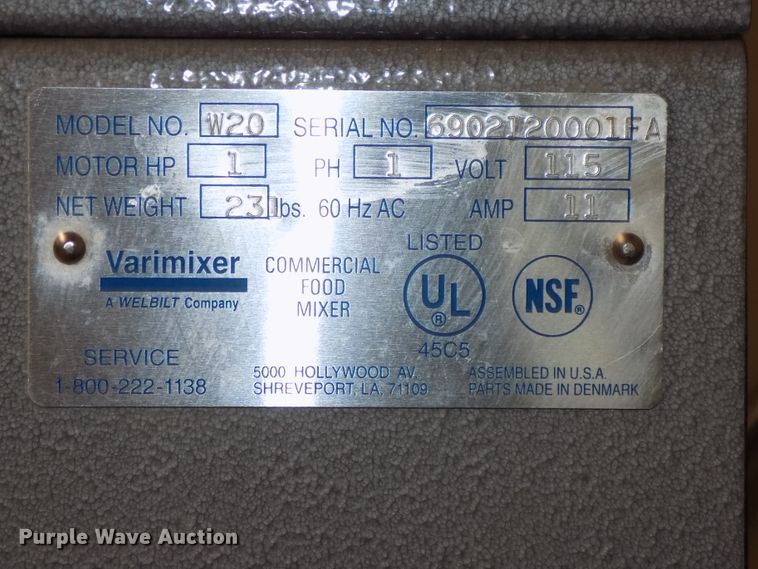 MODEL NO. W20 SERIAL NO. 6902120001FA
MOTOR HP 1 PH 1 VOLT 115
NET WEIGHT 231 lbs. 60 Hz AC AMP 11
Varimixer
A WELBILT Company
COMMERCIAL
FOOD
MIXER
LISTED
UL ®
45C5
NSF®
SERVICE
1-800-222-1138
5000 HOLLYWOOD AV.
SHREVEPORT, LA, 71109
ASSEMBLED IN U.S.A.
PARTS MADE IN DENMARK
Purple Wave Auction